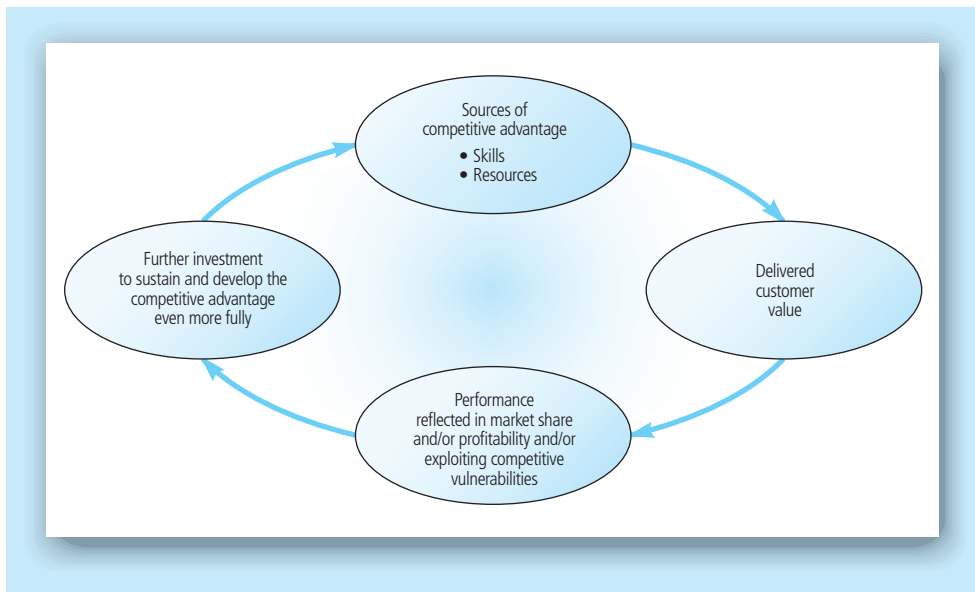 Sources of
competitive advantage
• Skills
• Resources
Further investment
to sustain and develop the
competitive advantage
even more fully
Delivered
customer
value
Performance
reflected in market share
and/or profitability and/or
exploiting competitive
vulnerabilities